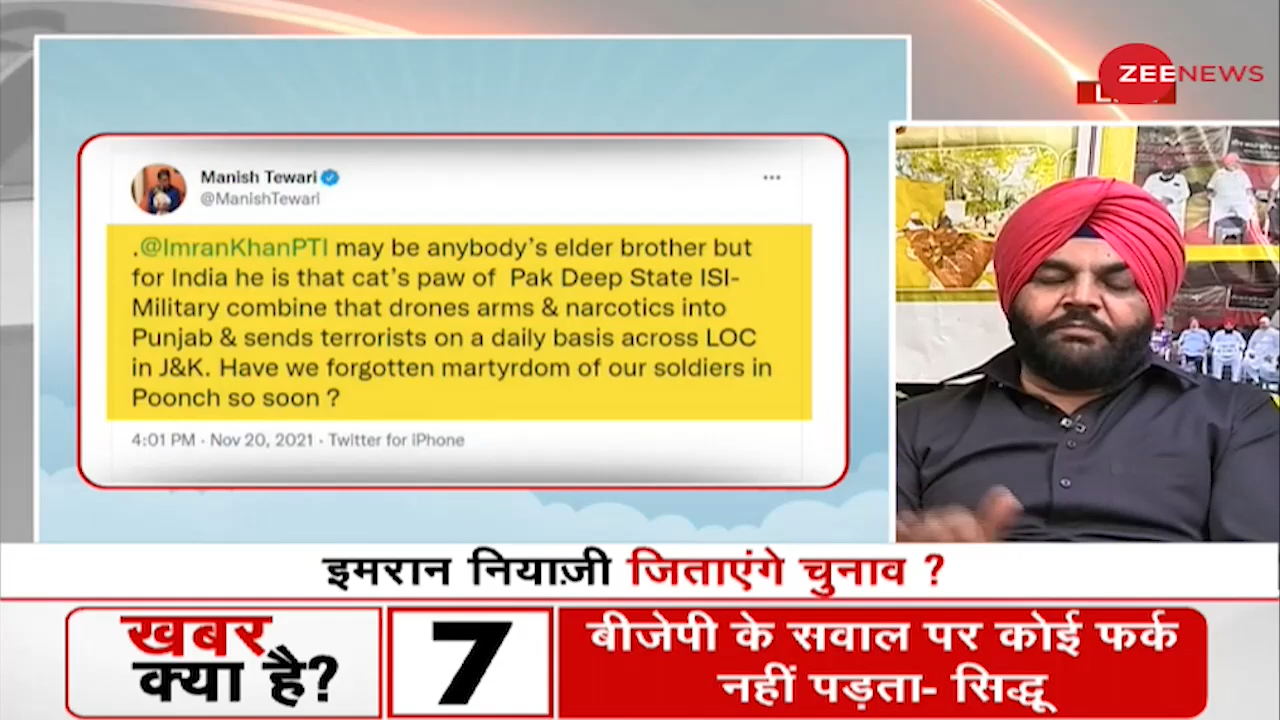 ZEENEWS
Manish Tewari
@ManishTewari
.@ImranKhanPTI may be anybody's elder brother but
for India he is that cat's paw of Pak Deep State ISI-
Military combine that drones arms & narcotics into
Punjab & sends terrorists on a daily basis across LOC
in J&K. Have we forgotten martyrdom of our soldiers in
Poonch so soon ?
4:01 PM · Nov 20, 2021 · Twitter for iPhone
इमरान नियाज़ी जिताएंगे चुनाव ?
खबर
क्या है?
7
बीजेपी के सवाल पर कोई फर्क
नहीं पड़ता- सिद्धू